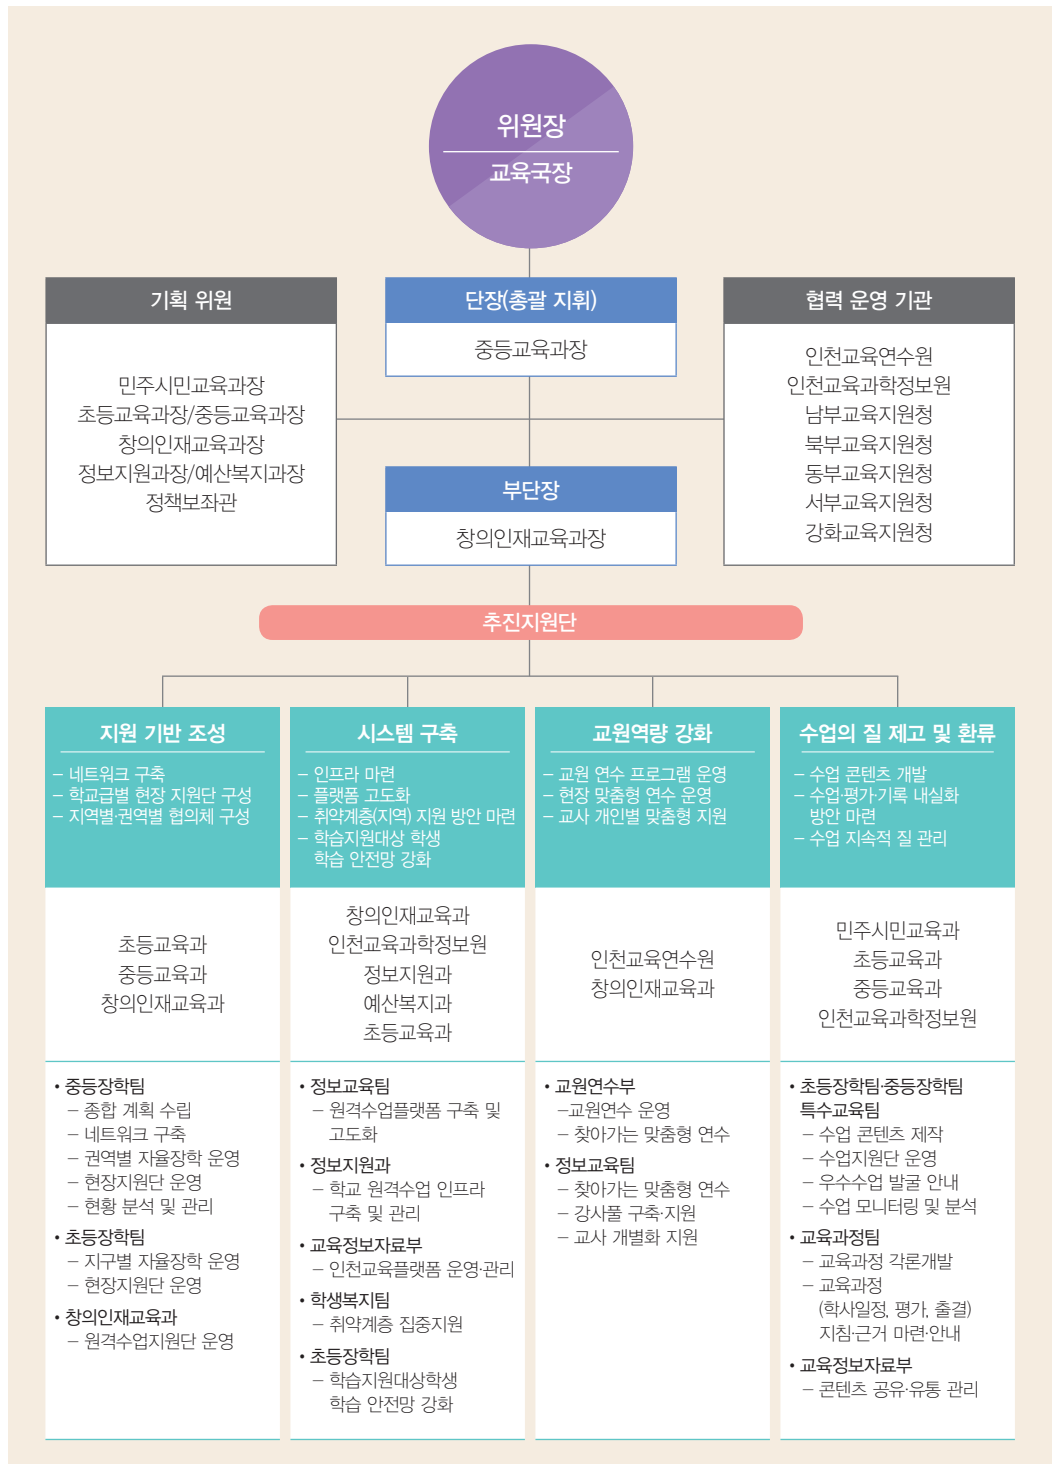 위원장
교육국장
기획 위원
민주시민교육과장
초등교육과장/중등교육과장
창의인재교육과장
정보지원과장/예산복지과장
정책보좌관
단장(총괄 지휘)
중등교육과장
부단장
창의인재교육과장
협력 운영 기관
인천교육연수원
인천교육과학정보원
남부교육지원청
북부교육지원청
동부교육지원청
서부교육지원청
강화교육지원청
추진지원단
지원 기반 조성
– 네트워크 구축
– 학교급별 현장 지원단 구성
– 지역별·권역별 협의체 구성
초등교육과
중등교육과
창의인재교육과
• 중등장학팀
– 종합 계획 수립
– 네트워크 구축
– 권역별 자율장학 운영
– 현장지원단 운영
– 현황 분석 및 관리
• 초등장학팀
– 지구별 자율장학 운영
– 현장지원단 운영
• 창의인재교육과
– 원격수업지원단 운영
시스템 구축
– 인프라 마련
– 플랫폼 고도화
– 취약계층(지역) 지원 방안 마련
– 학습지원대상 학생
학습 안전망 강화
창의인재교육과
인천교육과학정보원
정보지원과
예산복지과
초등교육과
• 정보교육팀
– 원격수업플랫폼 구축 및
고도화
• 정보지원과
– 학교 원격수업 인프라
구축 및 관리
• 교육정보자료부
– 인천교육플랫폼 운영·관리
• 학생복지팀
– 취약계층 집중지원
• 초등장학팀
– 학습지원대상학생
학습 안전망 강화
교원역량 강화
– 교원 연수 프로그램 운영
– 현장 맞춤형 연수 운영
– 교사 개인별 맞춤형 지원
인천교육연수원
창의인재교육과
• 교원연수부
–교원연수 운영
– 찾아가는 맞춤형 연수
• 정보교육팀
– 찾아가는 맞춤형 연수
– 강사풀 구축·지원
– 교사 개별화 지원
수업의 질 제고 및 환류
– 수업 콘텐츠 개발
– 수업·평가·기록 내실화
방안 마련
– 수업 지속적 질 관리
민주시민교육과
초등교육과
중등교육과
인천교육과학정보원
• 초등장학팀·중등장학팀
특수교육팀
– 수업 콘텐츠 제작
– 수업지원단 운영
– 우수수업 발굴 안내
– 수업 모니터링 및 분석
• 교육과정팀
– 교육과정 각론개발
– 교육과정
(학사일정, 평가, 출결)
지침·근거 마련·안내
• 교육정보자료부
– 콘텐츠 공유·유통 관리